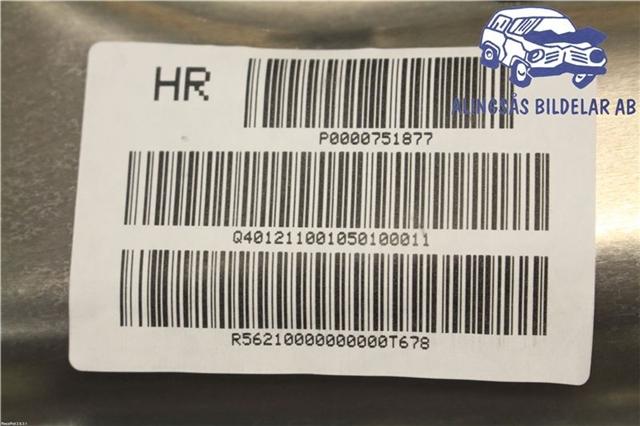 HR
ALINGSÅS BILDELAR AB
P0000751877
Q401211001050100011
R56210000000000T678